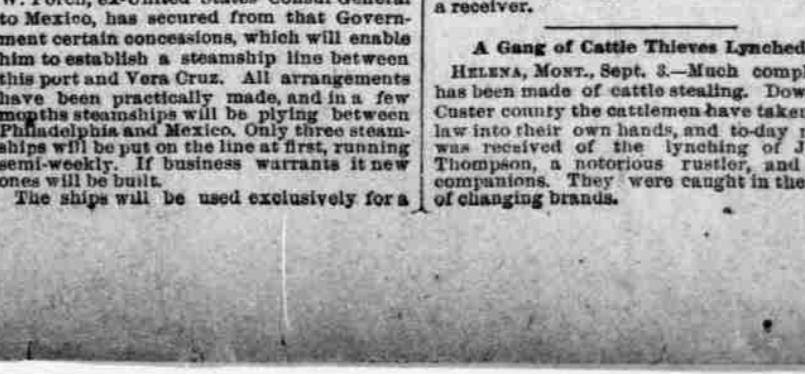 to Mexico, has secured from that Govern-
ment certain concessions, which will enable
him to establish a steamship line between
this port and Vera Cruz. All arrangements
have been practically made, and in a few
months steamships will be plying between
Philadelphia and Mexico. Only three steam-
ships will be put on the line at first, running
semi-weekly. If business warrants it new
ones will be built.
The ships will be used exclusively for a
a receiver.
A Gang of Cattle Thieves Lynched
HELENA, MONT., Sept. 3.—Much compl
has been made of cattle stealing. Dow
Custer county the cattlemen have taken
law into their own hands, and to-day
was received of the lynching of J
Thompson, a notorious rustler, and
companions. They were caught in the
of changing brands.